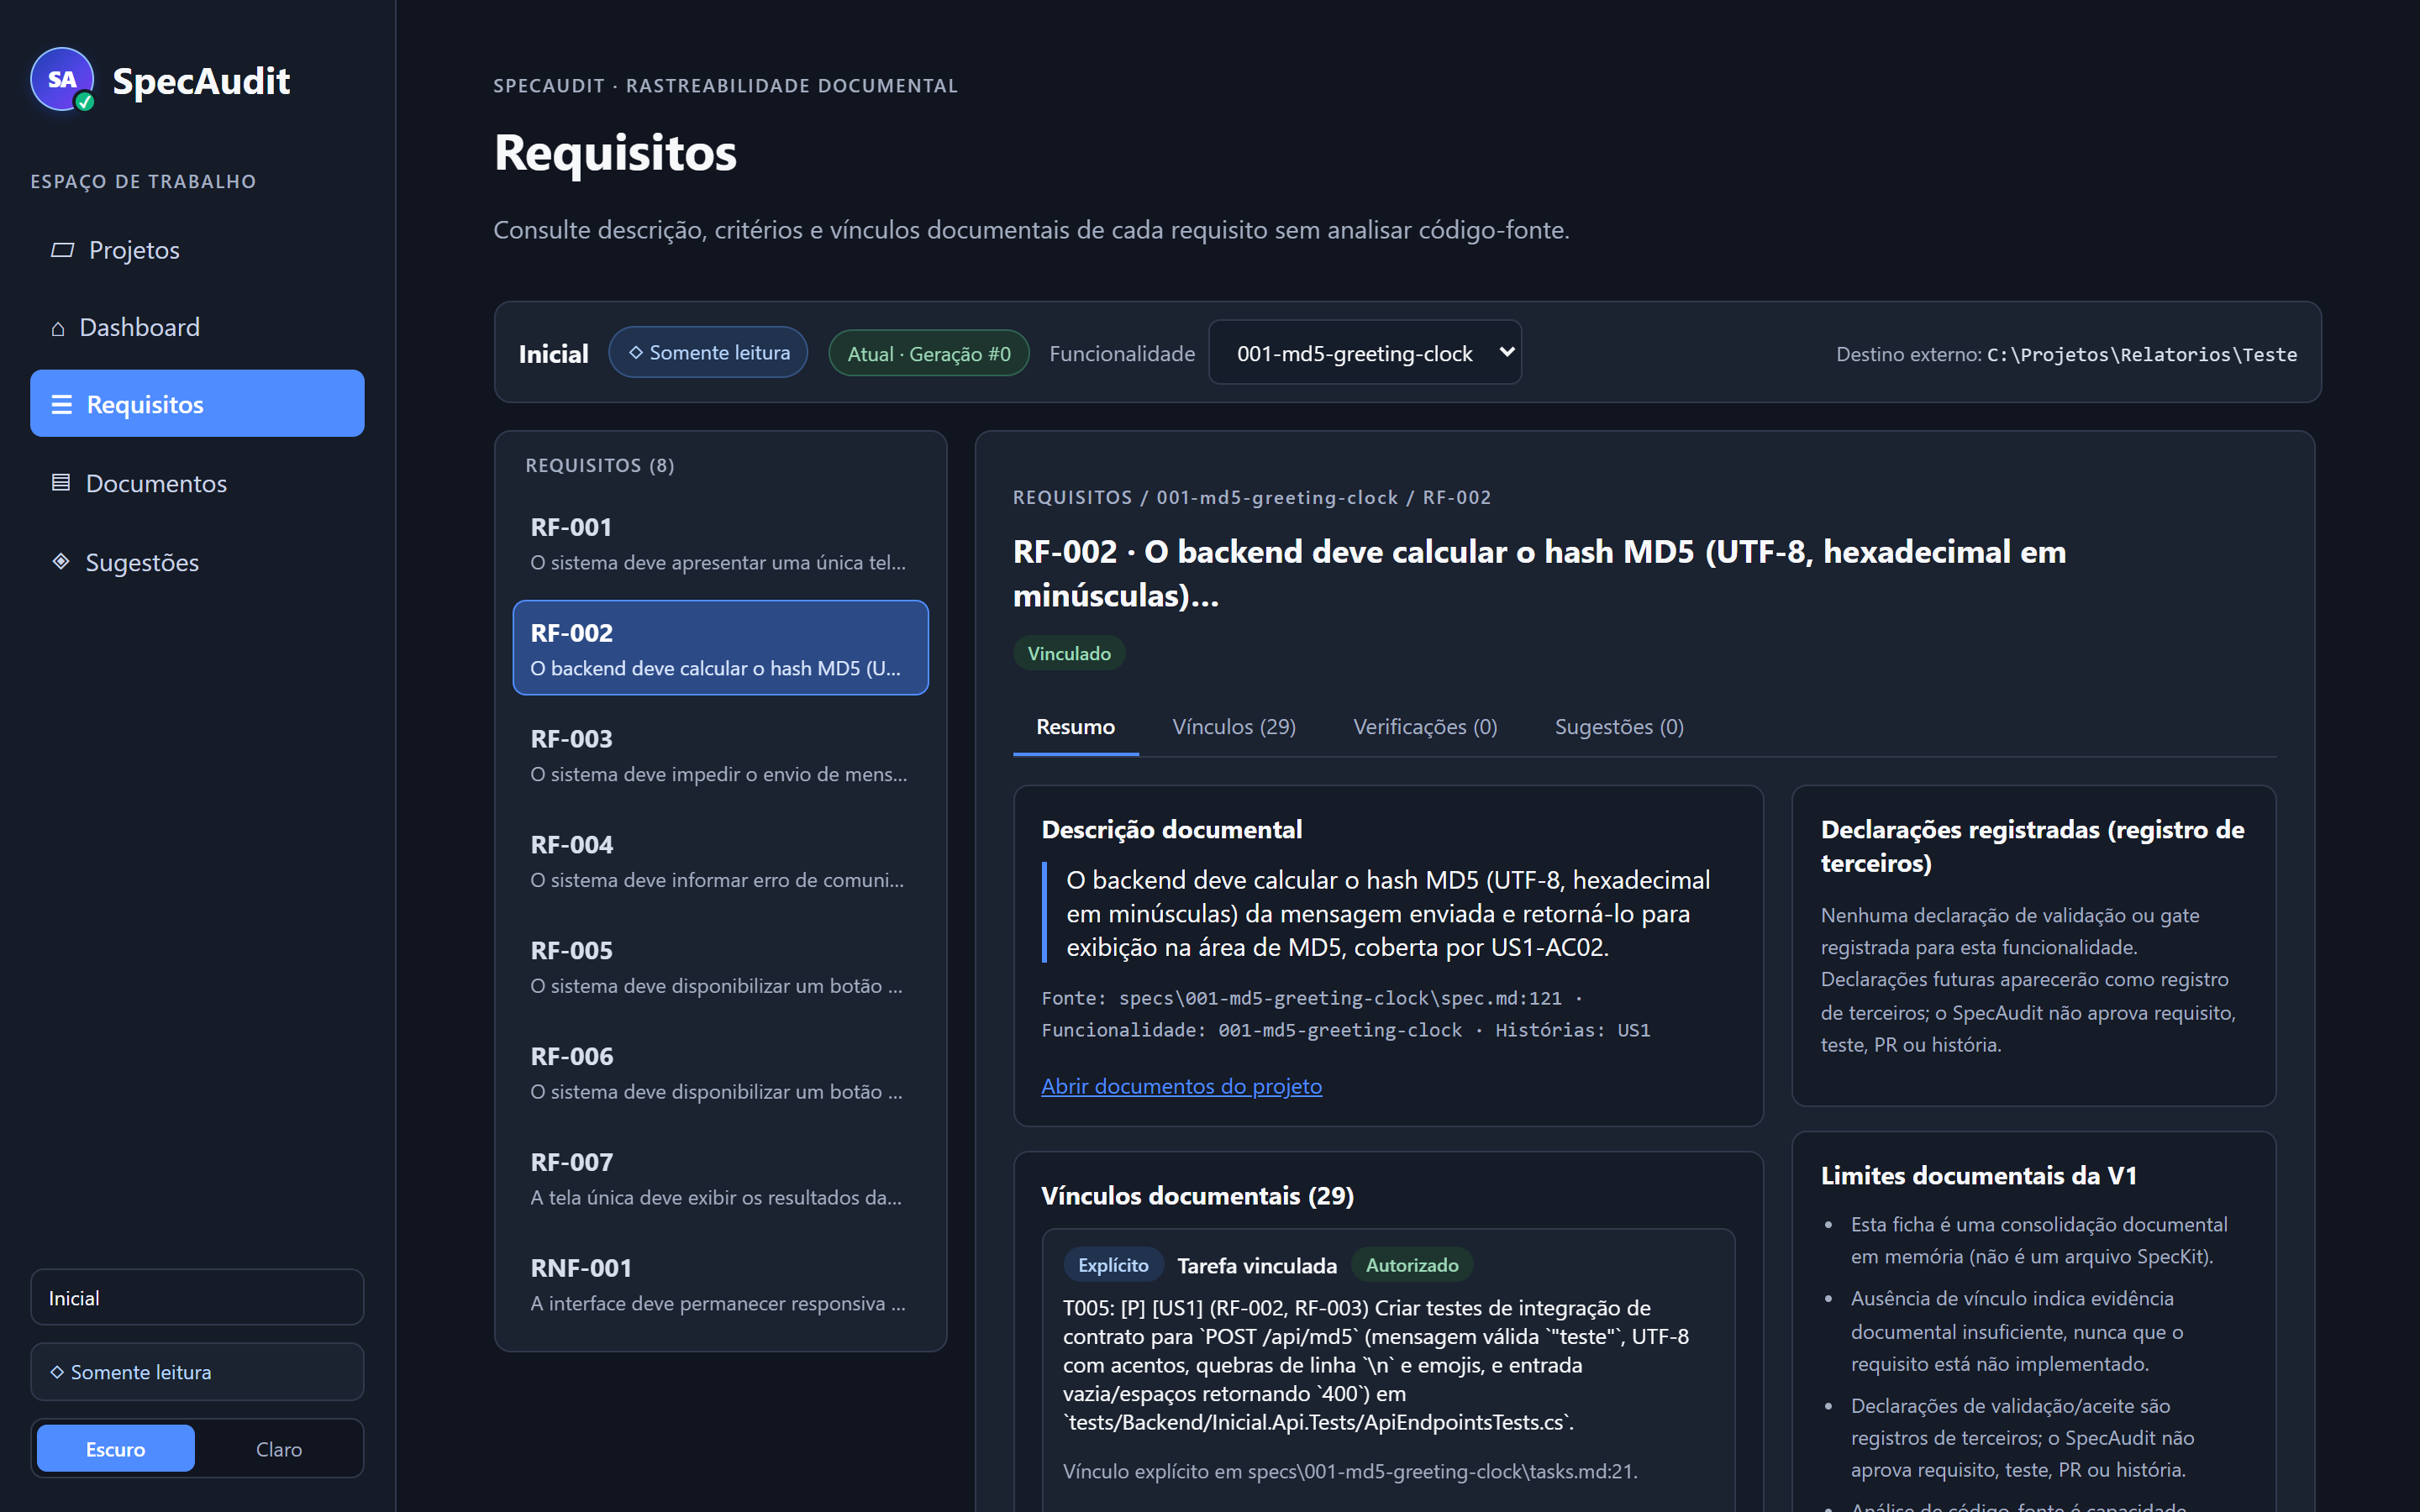 SA
SpecAudit
ESPAÇO DE TRABALHO
Projetos
Dashboard
Requisitos
Documentos
Sugestões
Inicial
Somente leitura
Escuro
Claro
SPECAUDIT · RASTREABILIDADE DOCUMENTAL
Requisitos
Consulte descrição, critérios e vínculos documentais de cada requisito sem analisar código-fonte.
Inicial
Somente leitura
Atual · Geração #0
Funcionalidade
001-md5-greeting-clock
Destino externo: C:\Projetos\Relatorios\Teste
REQUISITOS (8)
RF-001
O sistema deve apresentar uma única tel...
RF-002
O backend deve calcular o hash MD5 (U...
RF-003
O sistema deve impedir o envio de mens...
RF-004
O sistema deve informar erro de comuni...
RF-005
O sistema deve disponibilizar um botão ...
RF-006
O sistema deve disponibilizar um botão ...
RF-007
A tela única deve exibir os resultados da...
RNF-001
A interface deve permanecer responsiva ...
REQUISITOS / 001-md5-greeting-clock / RF-002
RF-002 · O backend deve calcular o hash MD5 (UTF-8, hexadecimal em
minúsculas)...
Vinculado
Resumo
Vínculos (29)
Verificações (0)
Sugestões (0)
Descrição documental
O backend deve calcular o hash MD5 (UTF-8, hexadecimal
em minúsculas) da mensagem enviada e retorná-lo para
exibição na área de MD5, coberta por US1-AC02.
Fonte: specs\001-md5-greeting-clock\spec.md:121 ·
Funcionalidade: 001-md5-greeting-clock · Histórias: US1
Abrir documentos do projeto
Vínculos documentais (29)
Explícito
Tarefa vinculada
Autorizado
T005: [P] [US1] (RF-002, RF-003) Criar testes de integração de
contrato para `POST /api/md5` (mensagem válida `"teste"`, UTF-8
com acentos, quebras de linha `\n` e emojis, e entrada
vazia/espaços retornando `400`) em
`tests/Backend/Inicial.Api.Tests/ApiEndpointsTests.cs`.
Vínculo explícito em specs\001-md5-greeting-clock\tasks.md:21.
Declarações registradas (registro de
terceiros)
Nenhuma declaração de validação ou gate
registrada para esta funcionalidade.
Declarações futuras aparecerão como registro
de terceiros; o SpecAudit não aprova requisito,
teste, PR ou história.
Limites documentais da V1
Esta ficha é uma consolidação documental
em memória (não é um arquivo SpecKit).
Ausência de vínculo indica evidência
documental insuficiente, nunca que o
requisito está não implementado.
Declarações de validação/aceite são
registros de terceiros; o SpecAudit não
aprova requisito, teste, PR ou história.
Análise de código-fonte é capacidade